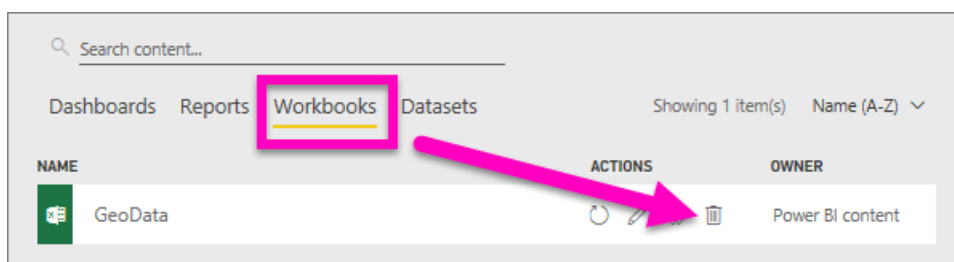 Search content...
Dashboards Reports Workbooks Datasets Showing 1 item(s) Name (A-Z)
NAME ACTIONS OWNER
GeoData Power BI content